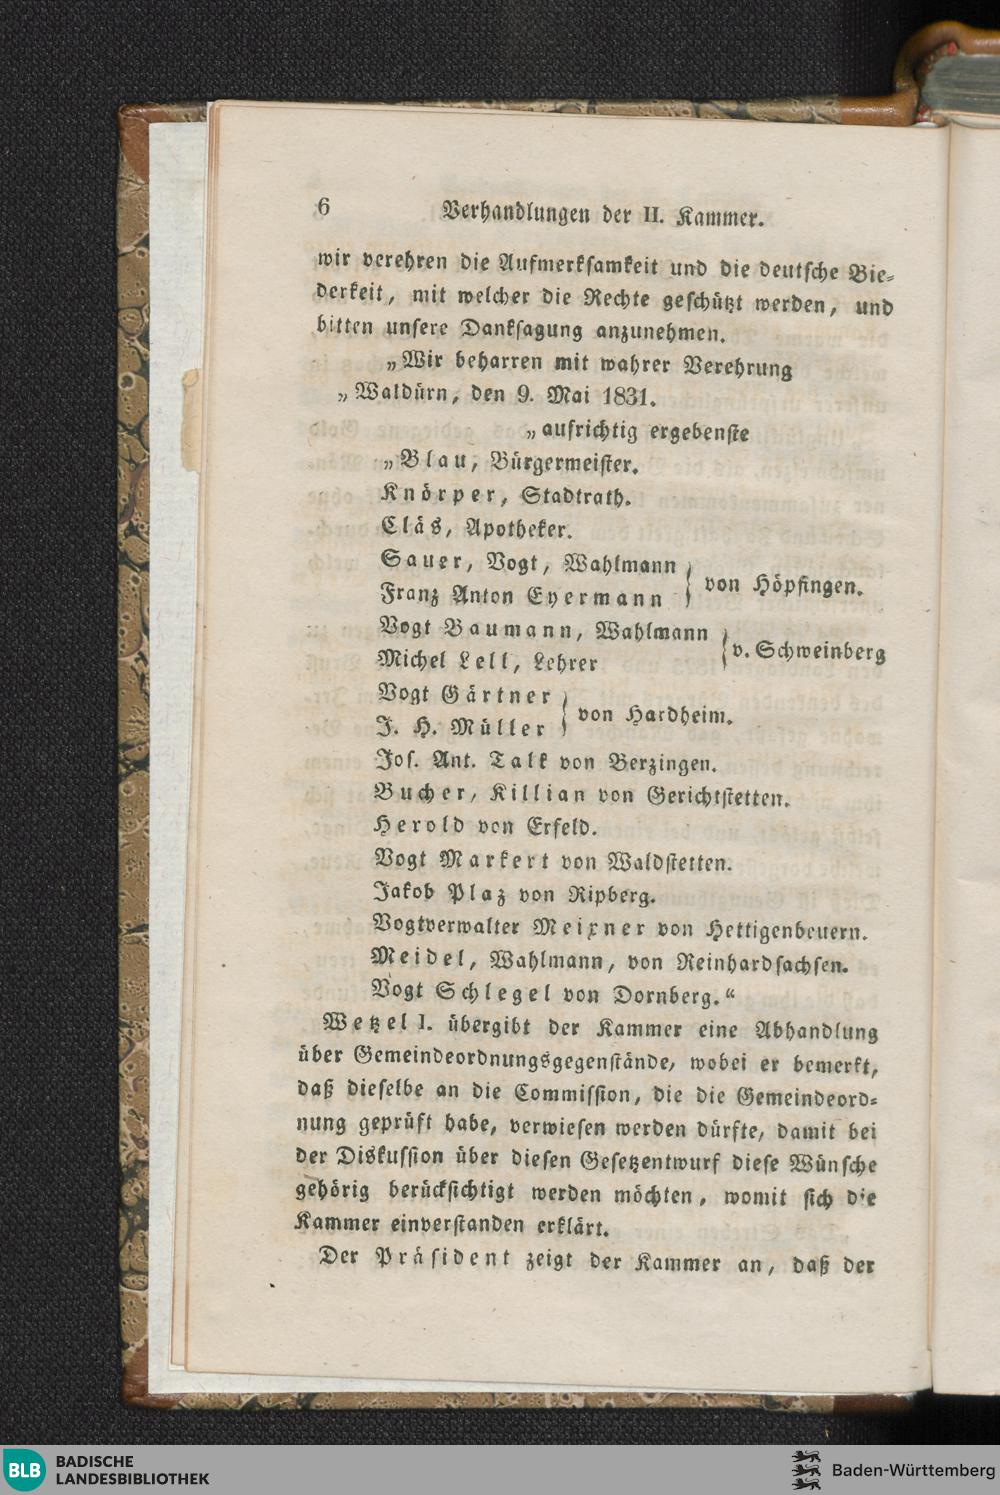 6 Verhandlungen der II. Kammer.
wir verehren die Aufmerksamkeit und die deutsche Bie-
derkeit, mit welcher die Rechte geschützt werden, und
bitten unsere Danksagung anzunehmen.
„Wir beharren mit wahrer Verehrung
„Waldürn, den 9. Mai 1831.
„aufrichtig ergebenste
„Blau, Bürgermeister.
Knörper, Stadtrath.
Cläs, Apotheker.
Sauer, Vogt, Wahlmann
Franz Anton Eyermann } von Höpfingen.
Vogt Baumann, Wahlmann
Michel Lell, Lehrer } v. Schweinberg
Vogt Gärtner
J. H. Müller } von Hardheim.
Jos. Ant. Talk von Berzingen.
Bucher, Killian von Gerichtstetten.
Herold von Erfeld.
Vogt Markert von Waldstetten.
Jakob Plaz von Ripberg.
Vogtverwalter Meixner von Hettigenbeuern.
Meidel, Wahlmann, von Reinhardsachsen.
Vogt Schlegel von Dornberg.“
Wetzel I. übergibt der Kammer eine Abhandlung
über Gemeindeordnungsgegenstände, wobei er bemerkt,
daß dieselbe an die Commission, die die Gemeindeord-
nung geprüft habe, verwiesen werden dürfte, damit bei
der Diskussion über diesen Gesetzentwurf diese Wünsche
gehörig berücksichtigt werden möchten, womit sich die
Kammer einverstanden erklärt.
Der Präsident zeigt der Kammer an, daß der
BLB BADISCHE
LANDESBIBLIOTHEK
Baden-Württemberg